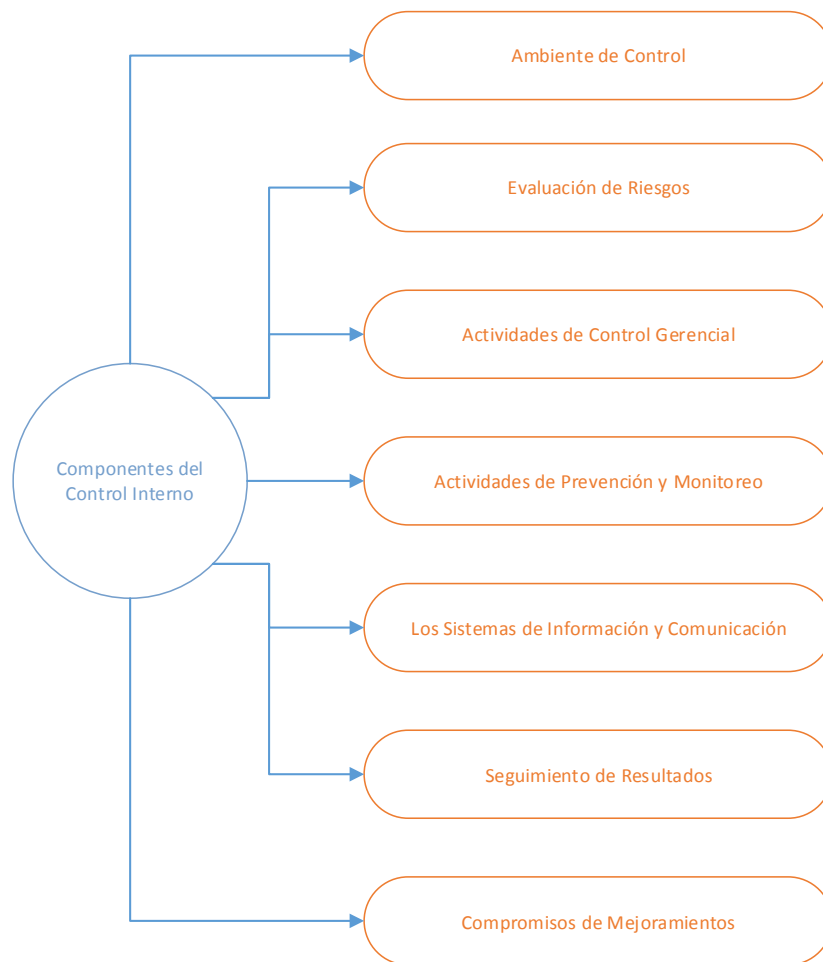 Ambiente de Control
Evaluación de Riesgos
Actividades de Control Gerencial
Componentes del
Control Interno
Actividades de Prevención y Monitoreo
Los Sistemas de Información y Comunicación
Seguimiento de Resultados
Compromisos de Mejoramientos